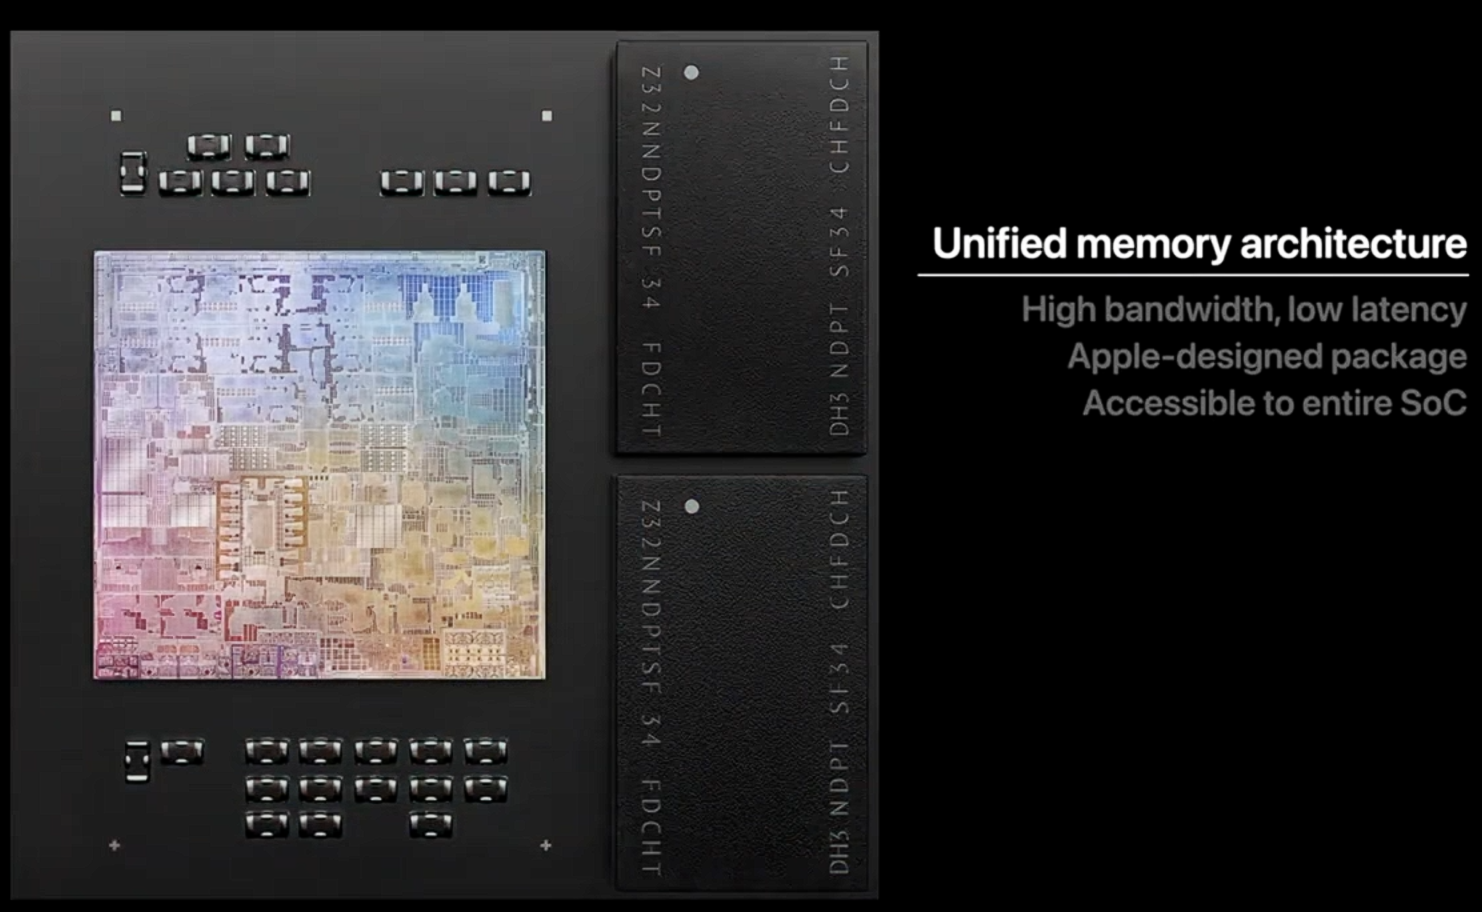 Z32NNDPTSF 34 FDCHT
DH3 NDPT SF34 CHFDCH
Z32NNDPTSF 34 FDCHT
DH3 NDPT SF34 CHFDCH
Unified memory architecture
High bandwidth, low latency
Apple-designed package
Accessible to entire SoC